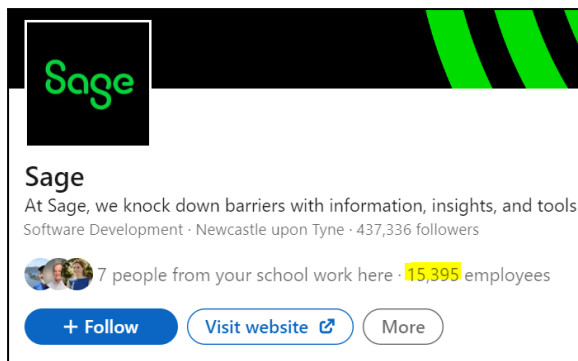 Sage
Sage
At Sage, we knock down barriers with information, insights, and tools
Software Development · Newcastle upon Tyne · 437,336 followers
7 people from your school work here · 15,395 employees
+ Follow
Visit website
More